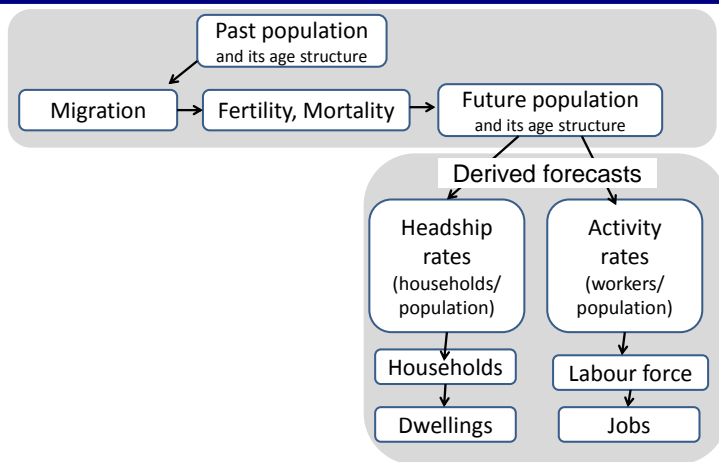 Past population
and its age structure
Migration
Fertility, Mortality
Future population
and its age structure
Derived forecasts
Headship
rates
(households/
population)
Activity
rates
(workers/
population)
Households
Labour force
Dwellings
Jobs